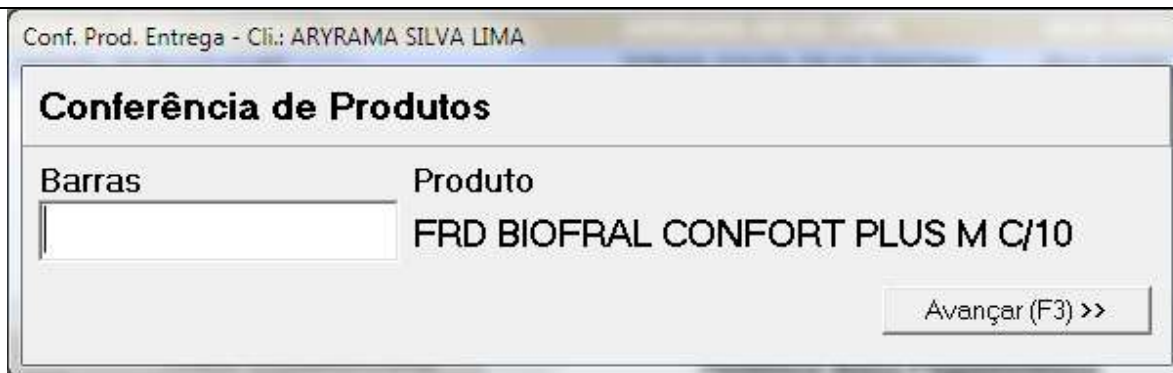 Conf. Prod. Entrega - Cli.: ARYRAMA SILVA LIMA
Conferência de Produtos
Barras Produto
FRD BIOFRAL CONFORT PLUS M C/10
Avançar (F3) >>